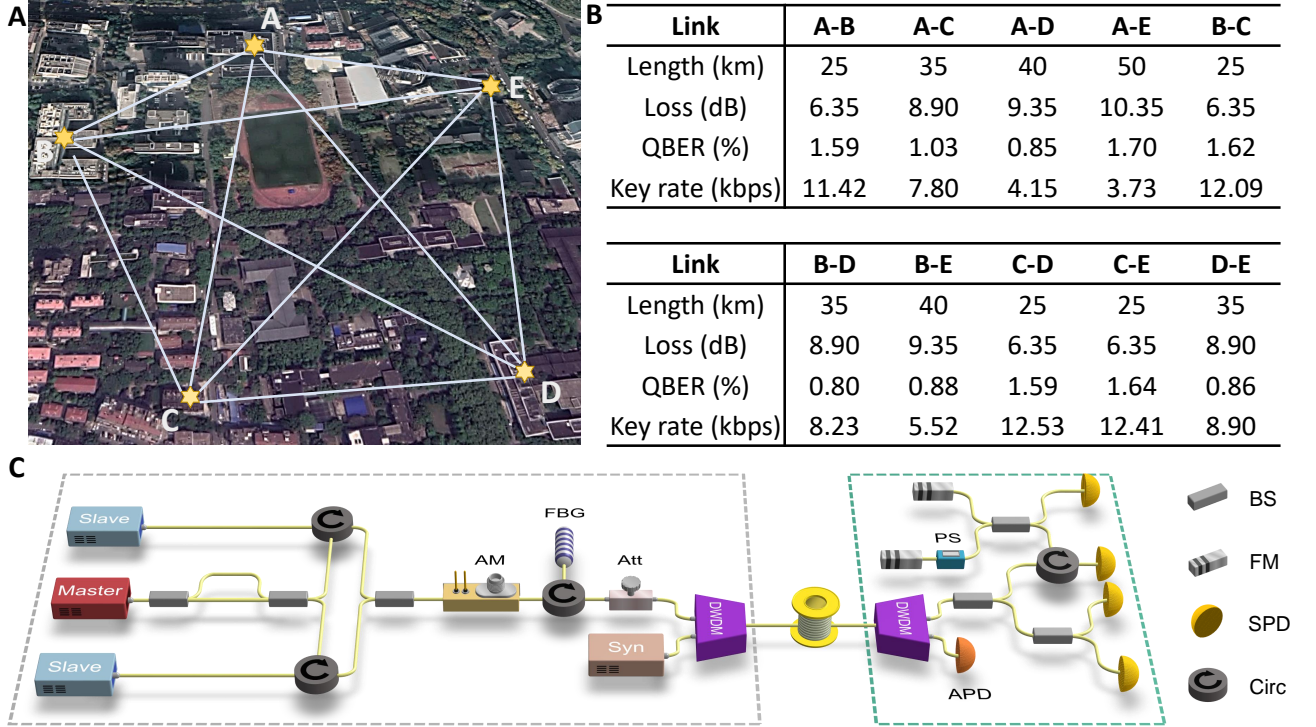 A
A
B
C
D
E
B
Link A-B A-C A-D A-E B-C
Length (km) 25 35 40 50 25
Loss (dB) 6.35 8.90 9.35 10.35 6.35
QBER (%) 1.59 1.03 0.85 1.70 1.62
Key rate (kbps) 11.42 7.80 4.15 3.73 12.09
Link B-D B-E C-D C-E D-E
Length (km) 35 40 25 25 35
Loss (dB) 8.90 9.35 6.35 6.35 8.90
QBER (%) 0.80 0.88 1.59 1.64 0.86
Key rate (kbps) 8.23 5.52 12.53 12.41 8.90
C
Slave
Master
Slave
AM
FBG
Att
Syn
DWDM
DWDM
APD
PS
BS
FM
SPD
Circ